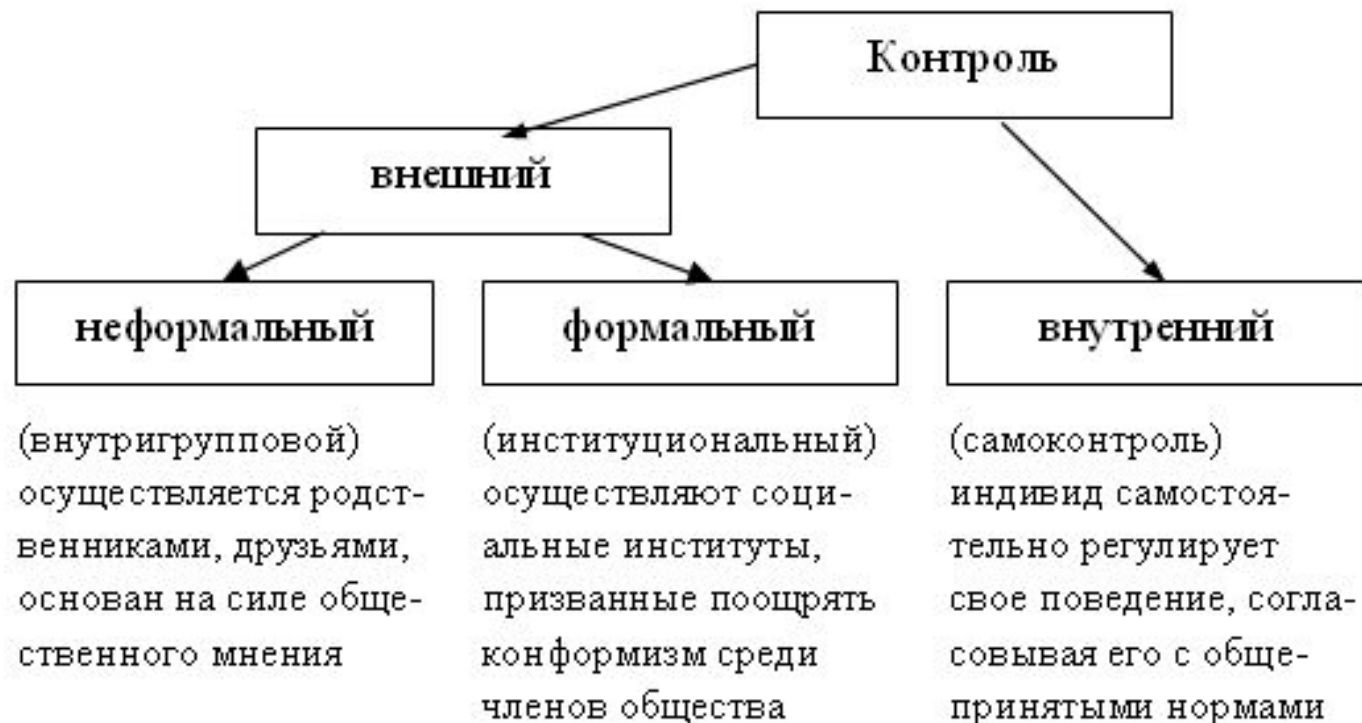 Контроль
внешний
неформальный
формальный
внутренний
(внутригрупповой)
осуществляется родст-
венниками, друзьями,
основан на силе обще-
ственного мнения
(институциональный)
осуществляют соци-
альные институты,
призванные поощрять
конформизм среди
членов общества
(самоконтроль)
индивид самостоя-
тельно регулирует
свое поведение, согла-
совывая его с обще-
принятыми нормами